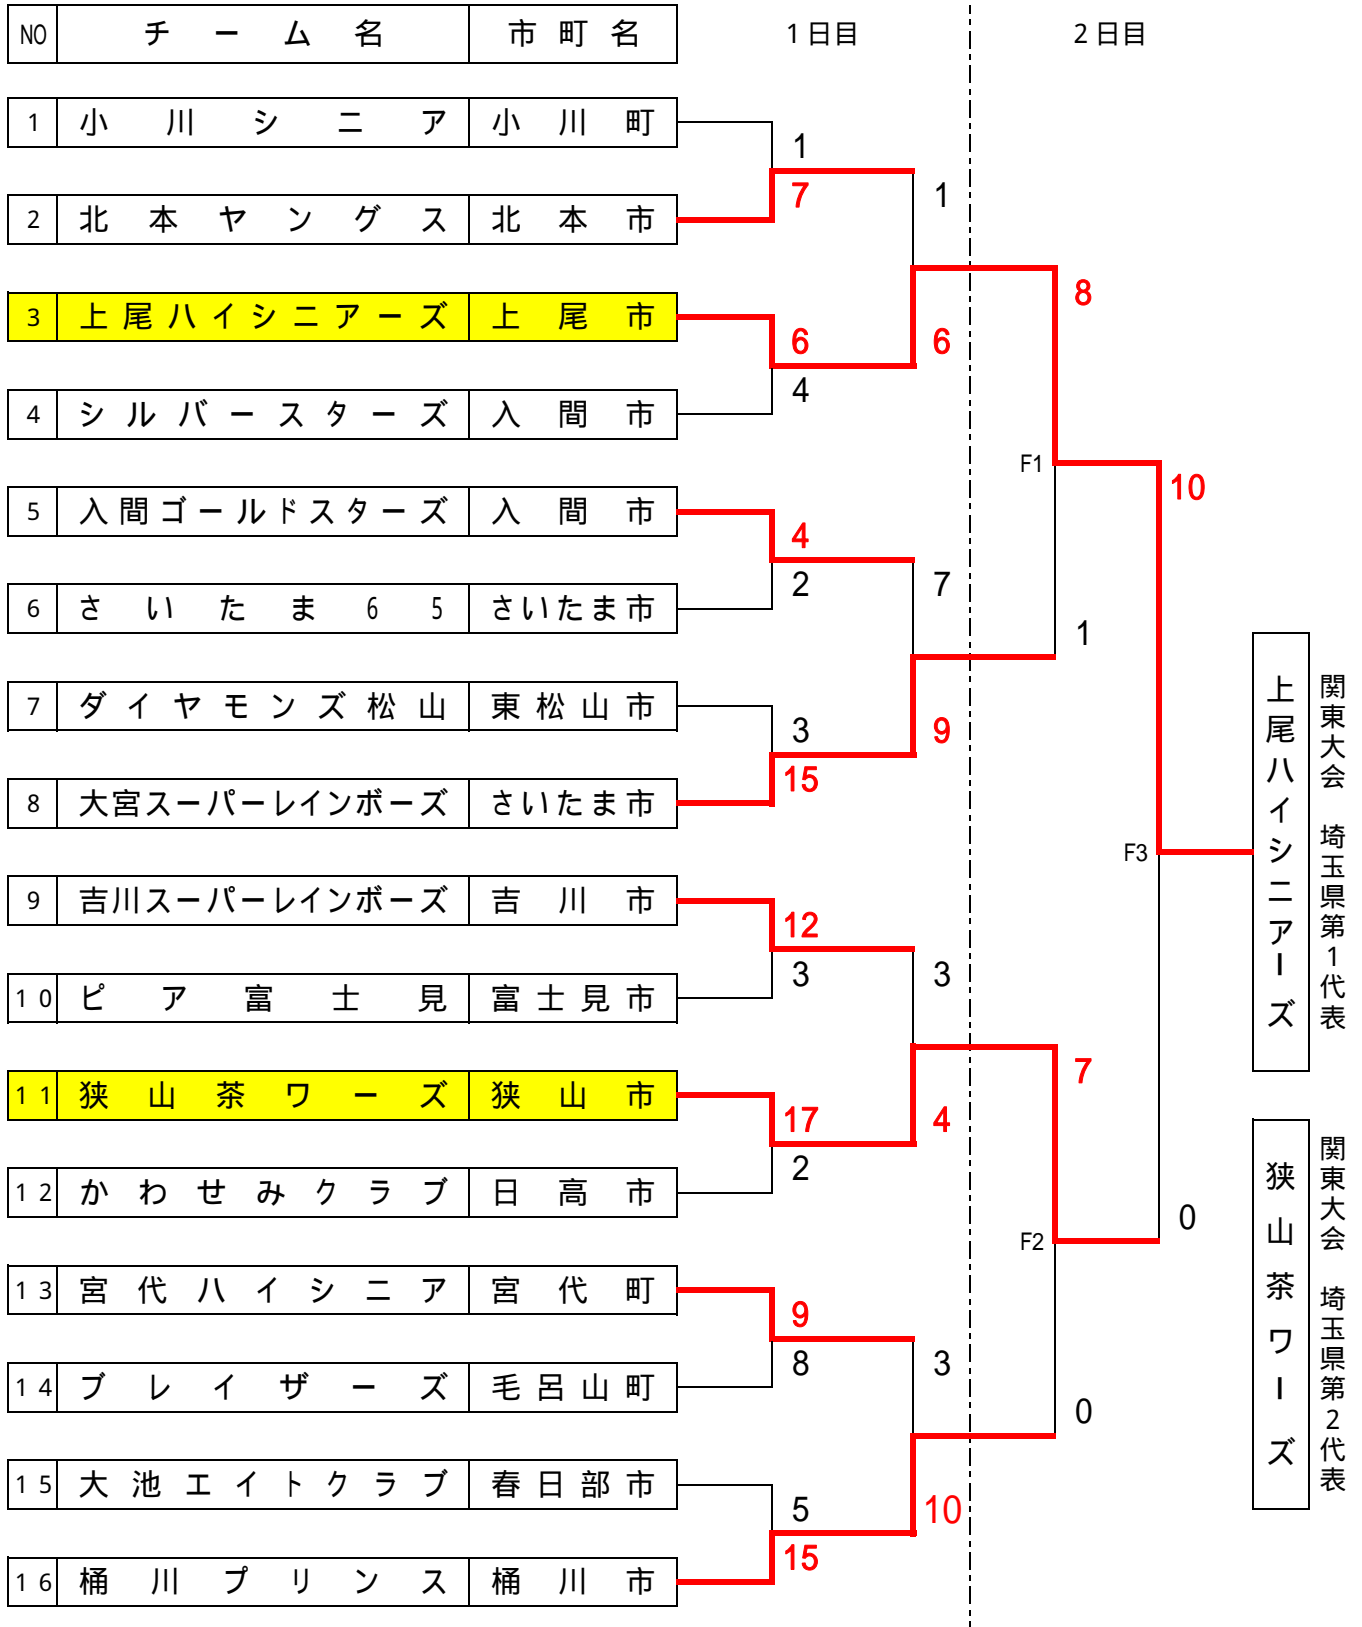 NO チーム名 市町名 1日目 2日目
1 小川シニア 小川町
1
7 1
2 北本ヤングス 北本市
8
3 上尾ハイシニアーズ 上尾市
6 6
4
4 シルバースターズ 入間市
F1
10
5 入間ゴールドスターズ 入間市
4
2 7
6 さいたま65 さいたま市
1
7 ダイヤモンズ松山 東松山市
3 9
15
8 大宮スーパーレインボーズ さいたま市
F3
上尾ハイシニアーズ
関東大会 埼玉県第1代表
9 吉川スーパーレインボーズ 吉川市
12
3 3
10 ピア富士見 富士見市
7
11 狭山茶ワーズ 狭山市
17 4
2
12 かわせみクラブ 日高市
0
F2
狭山茶ワーズ
関東大会 埼玉県第2代表
13 宮代ハイシニア 宮代町
9
8 3
14 ブレイザーズ 毛呂山町
0
15 大池エイトクラブ 春日部市
5 10
15
16 桶川プリンス 桶川市